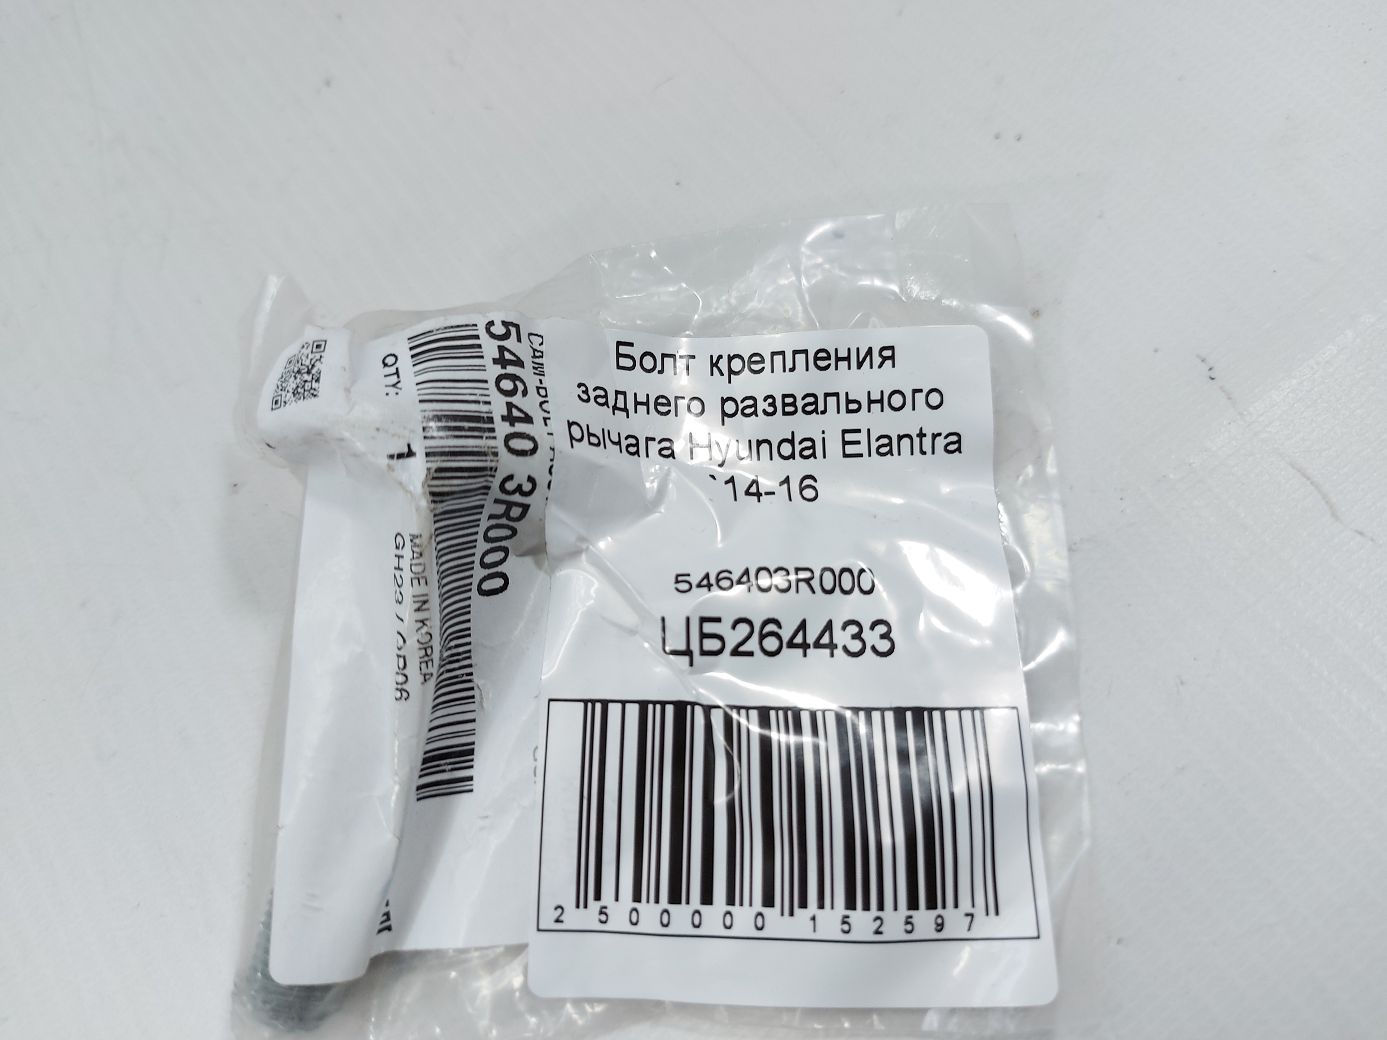 Болт крепления
заднего развального
рычага Hyundai Elantra
`14-16
546403R000
ЦБ264433
2 500000 152597
54640 3R000
QTY:
1
MADE IN KOREA